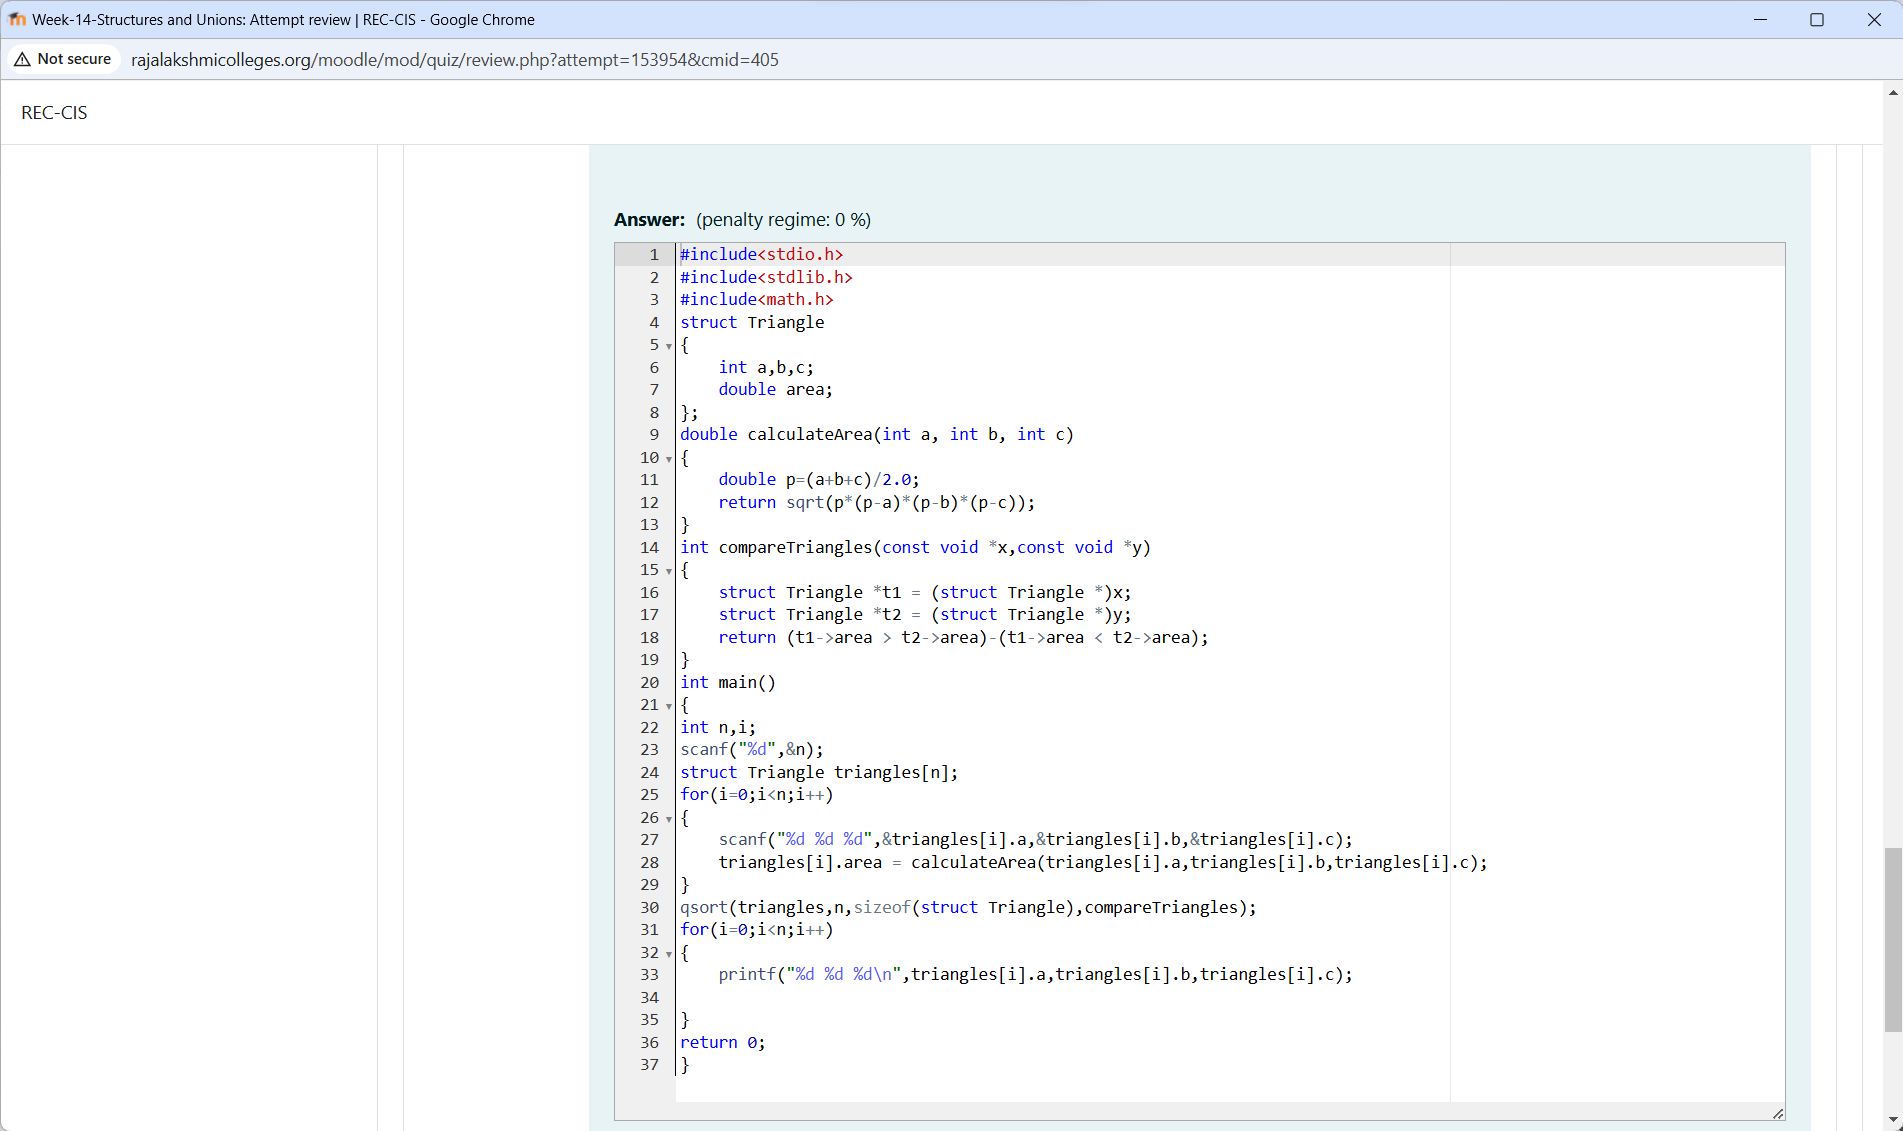 Week-14-Structures and Unions: Attempt review | REC-CIS - Google Chrome
Not secure rajalakshmicolleges.org/moodle/mod/quiz/review.php?attempt=153954&cmid=405
REC-CIS
Answer: (penalty regime: 0 %)
1 #include<stdio.h>
2 #include<stdlib.h>
3 #include<math.h>
4 struct Triangle
5 {
6     int a,b,c;
7     double area;
8 };
9 double calculateArea(int a, int b, int c)
10 {
11     double p=(a+b+c)/2.0;
12     return sqrt(p*(p-a)*(p-b)*(p-c));
13 }
14 int compareTriangles(const void *x,const void *y)
15 {
16     struct Triangle *t1 = (struct Triangle *)x;
17     struct Triangle *t2 = (struct Triangle *)y;
18     return (t1->area > t2->area)-(t1->area < t2->area);
19 }
20 int main()
21 {
22 int n,i;
23 scanf("%d",&n);
24 struct Triangle triangles[n];
25 for(i=0;i<n;i++)
26 {
27     scanf("%d %d %d",&triangles[i].a,&triangles[i].b,&triangles[i].c);
28     triangles[i].area = calculateArea(triangles[i].a,triangles[i].b,triangles[i].c);
29 }
30 qsort(triangles,n,sizeof(struct Triangle),compareTriangles);
31 for(i=0;i<n;i++)
32 {
33     printf("%d %d %d\n",triangles[i].a,triangles[i].b,triangles[i].c);
34
35 }
36 return 0;
37 }